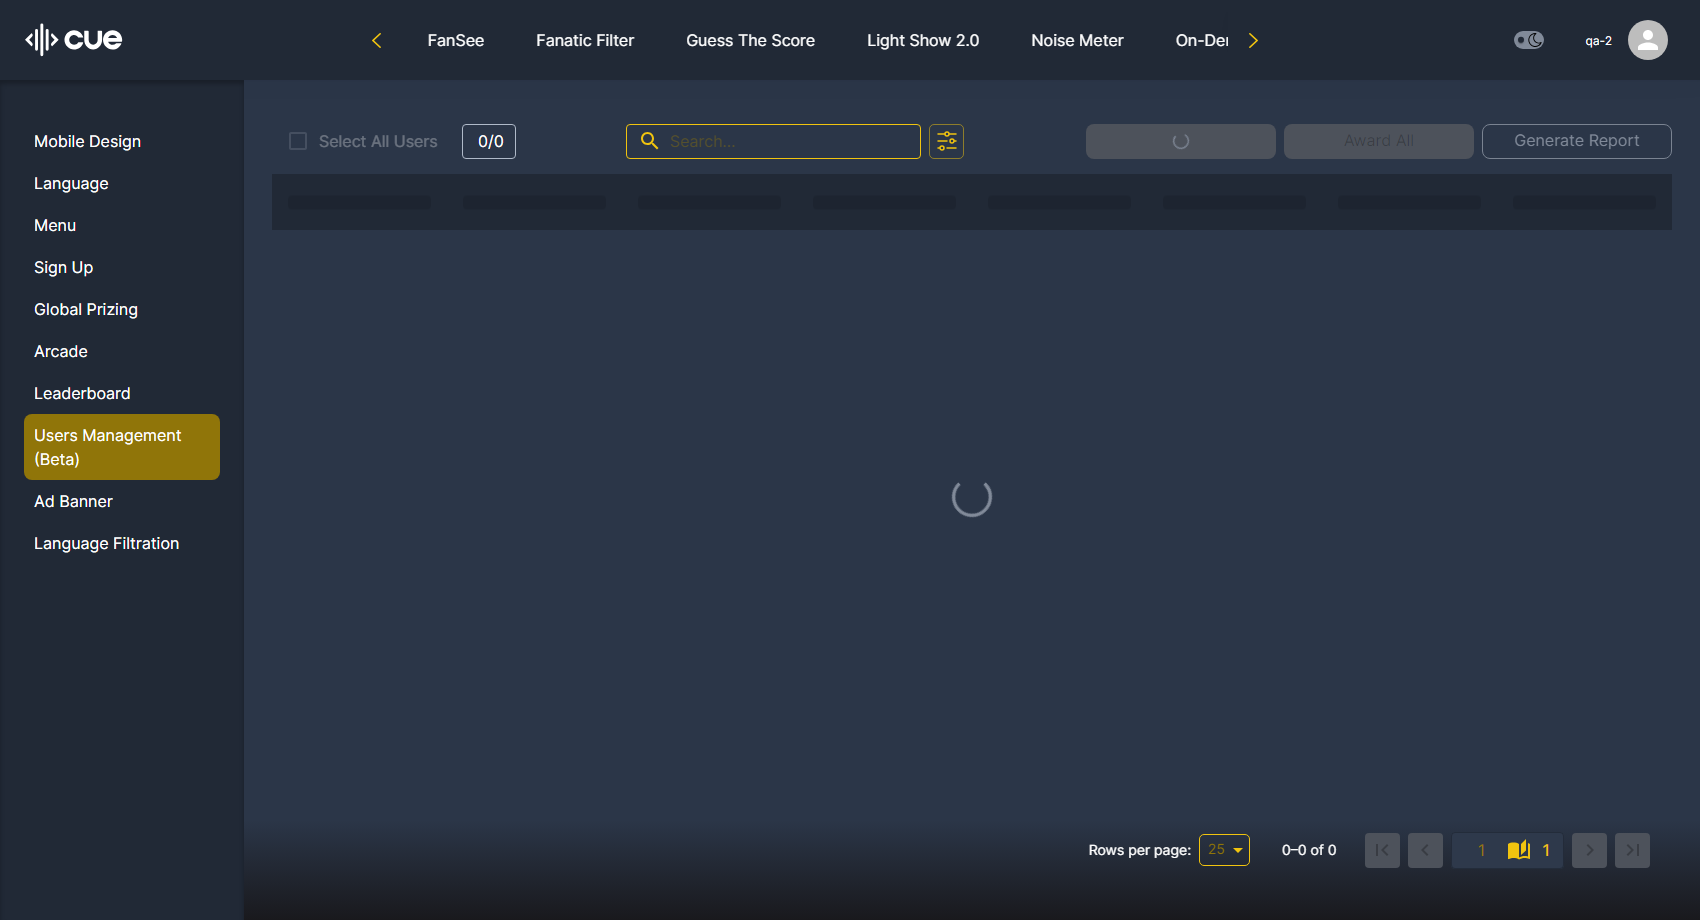 cue
FanSee
Fanatic Filter
Guess The Score
Light Show 2.0
Noise Meter
On-Der
qa-2
Mobile Design
Language
Menu
Sign Up
Global Prizing
Arcade
Leaderboard
Users Management
(Beta)
Ad Banner
Language Filtration
Select All Users
0/0
Search...
Award All
Generate Report
Rows per page:
25
0–0 of 0
1
1